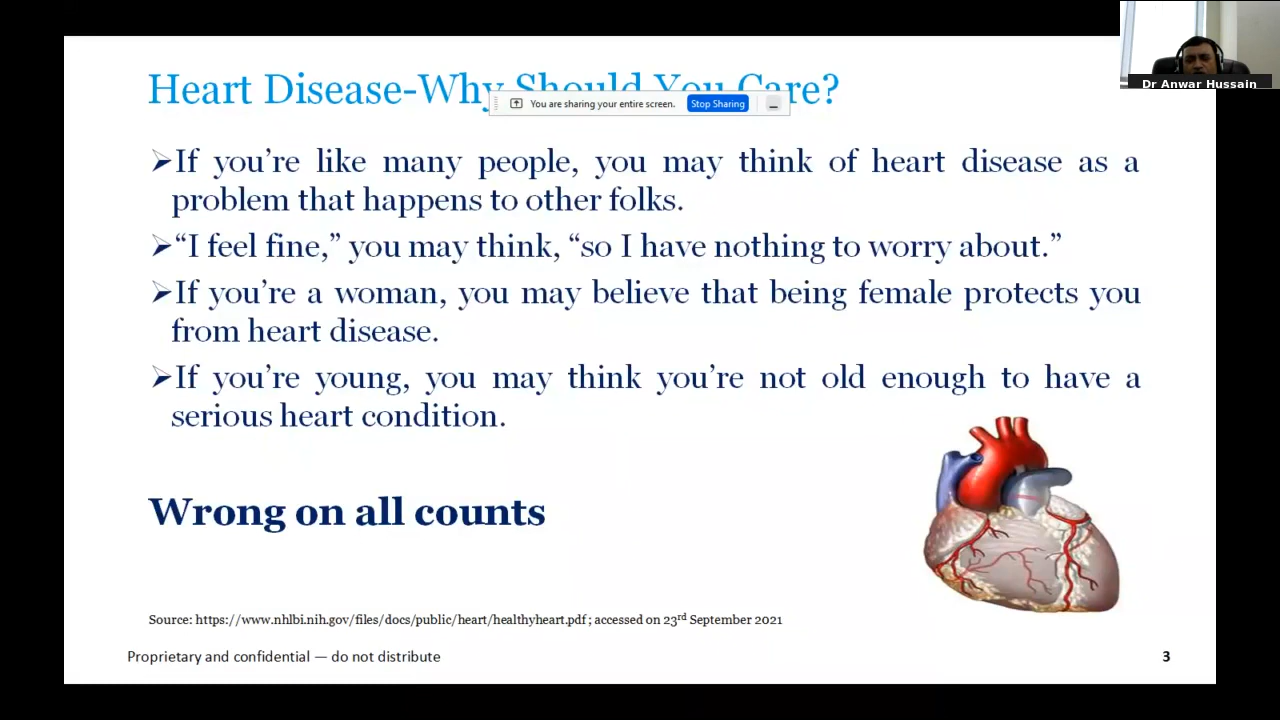 Heart Disease-Why Should You Care?
You are sharing your entire screen. Stop Sharing
Dr Anwar Hussain
➢If you’re like many people, you may think of heart disease as a
problem that happens to other folks.
➢“I feel fine,” you may think, “so I have nothing to worry about.”
➢If you’re a woman, you may believe that being female protects you
from heart disease.
➢If you’re young, you may think you’re not old enough to have a
serious heart condition.
Wrong on all counts
Source: https://www.nhlbi.nih.gov/files/docs/public/heart/healthyheart.pdf; accessed on 23rd September 2021
Proprietary and confidential — do not distribute
3